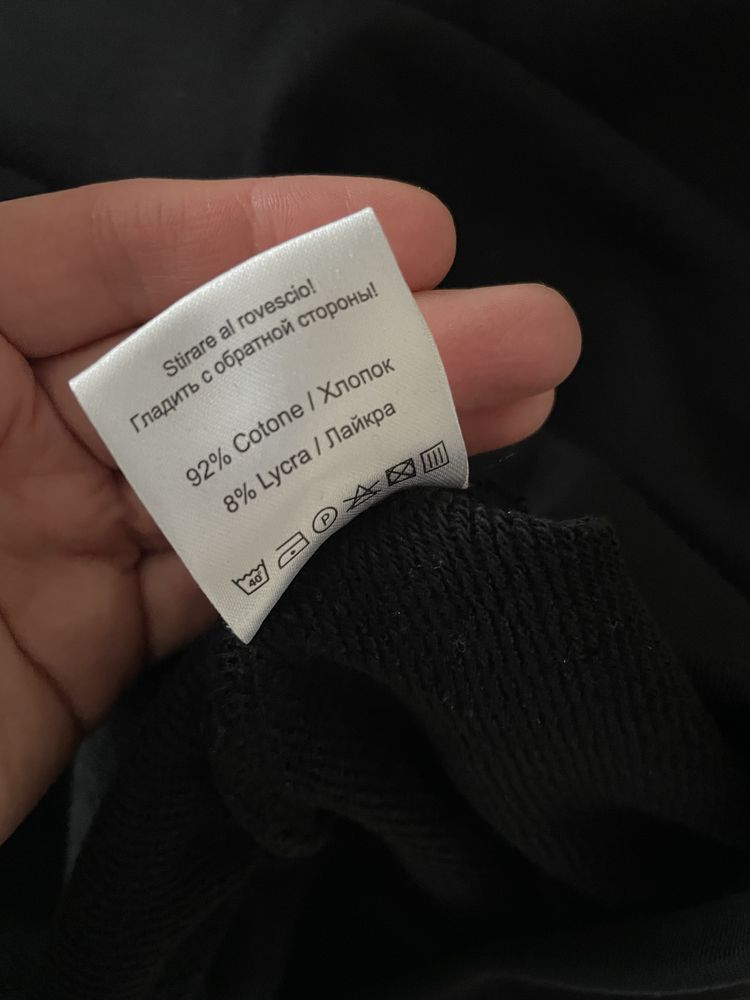 Stirare al rovescio!
Гладить с обратной стороны!
92% Cotone / Хлопок
8% Lycra / Лайкра
40° P